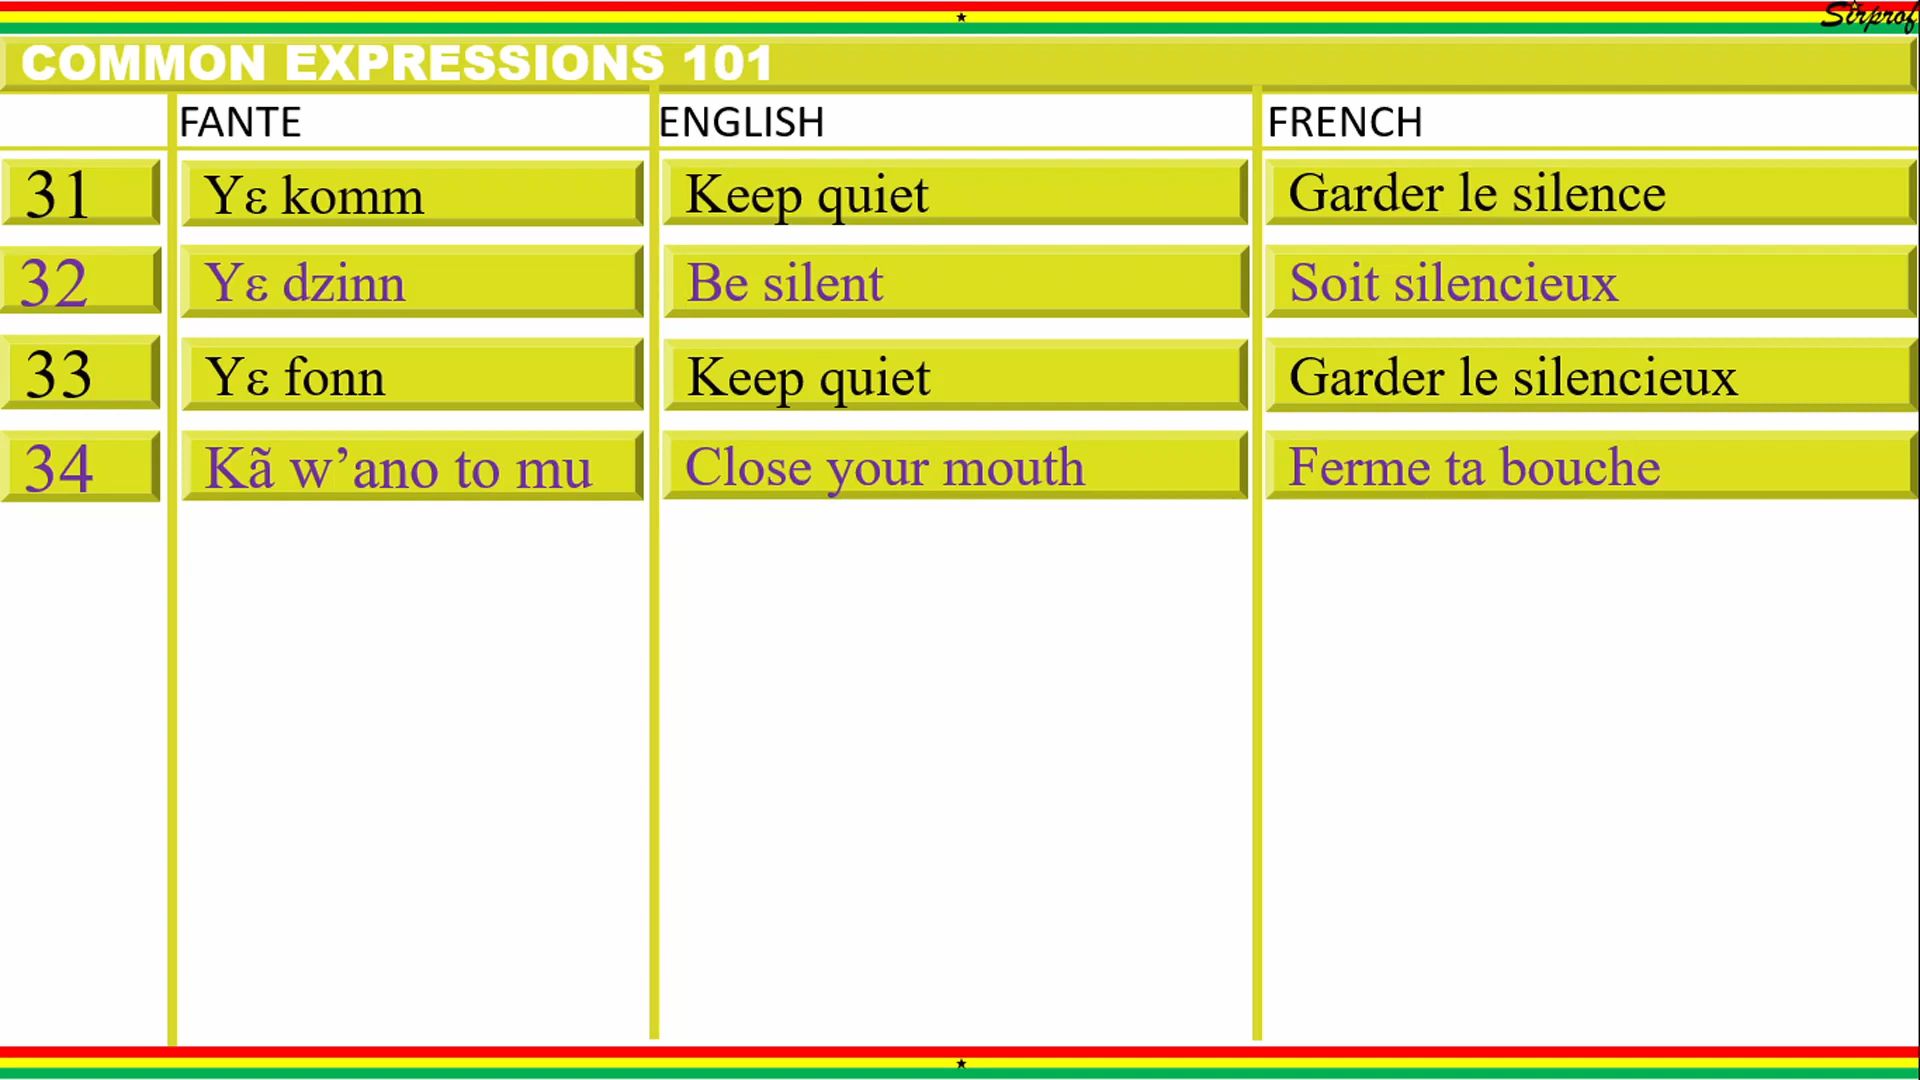 Sirprof
COMMON EXPRESSIONS 101
FANTE ENGLISH FRENCH
31 Yɛ komm Keep quiet Garder le silence
32 Yɛ dzinn Be silent Soit silencieux
33 Yɛ fonn Keep quiet Garder le silencieux
34 Kã w’ano to mu Close your mouth Ferme ta bouche